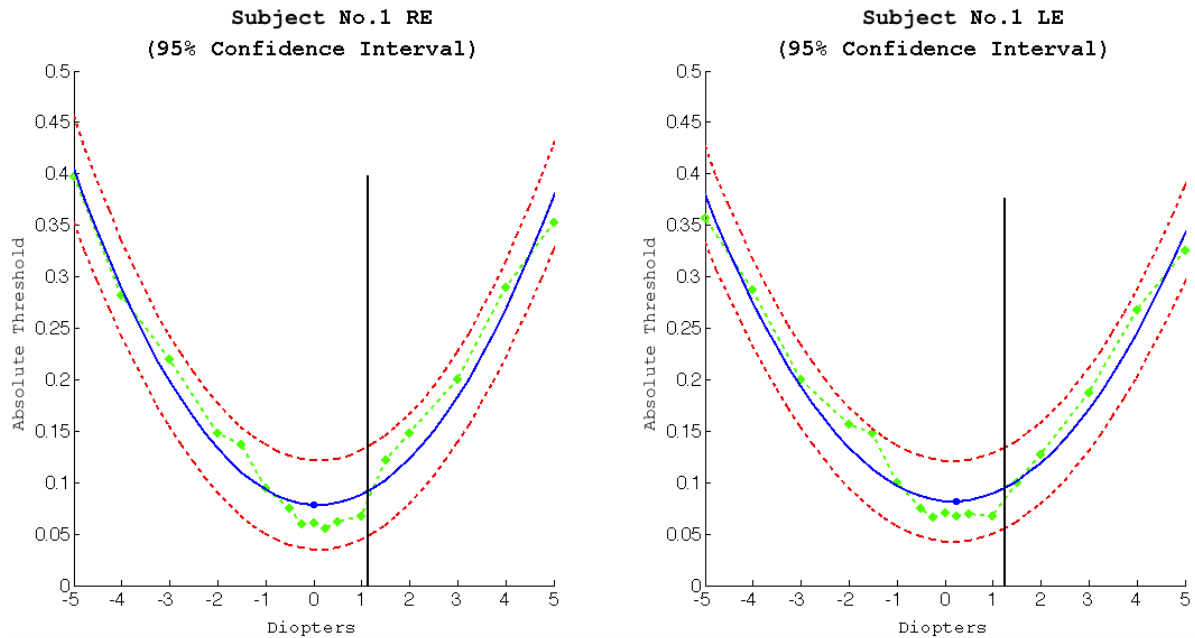 Subject No.1 RE
(95% Confidence Interval)
0.5
0.45
0.4
0.35
0.3
0.25
0.2
0.15
0.1
0.05
0
Absolute Threshold
-5 -4 -3 -2 -1 0 1 2 3 4 5
Diopters
Subject No.1 LE
(95% Confidence Interval)
0.5
0.45
0.4
0.35
0.3
0.25
0.2
0.15
0.1
0.05
0
Absolute Threshold
-5 -4 -3 -2 -1 0 1 2 3 4 5
Diopters